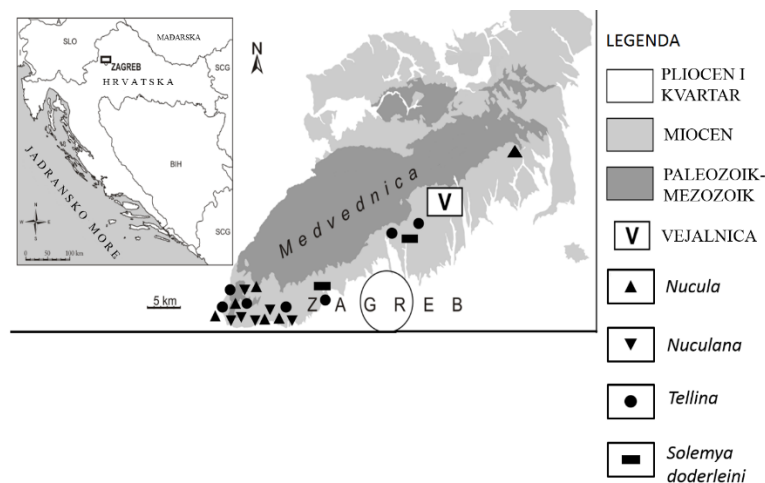 SLO
MAĐARSKA
ZAGREB
HRVATSKA
SCG
I
BIH
JADRANSKO MORE
SCG
0 50 100 km
N
Medvednica
V
5 km
ZAGREB
LEGENDA
PLIOCEN I
KVARTAR
MIOCEN
PALEOZOIK-
MEZOZOIK
V
VEJALNICA
Nucula
Nuculana
Tellina
Solemya
doderleini